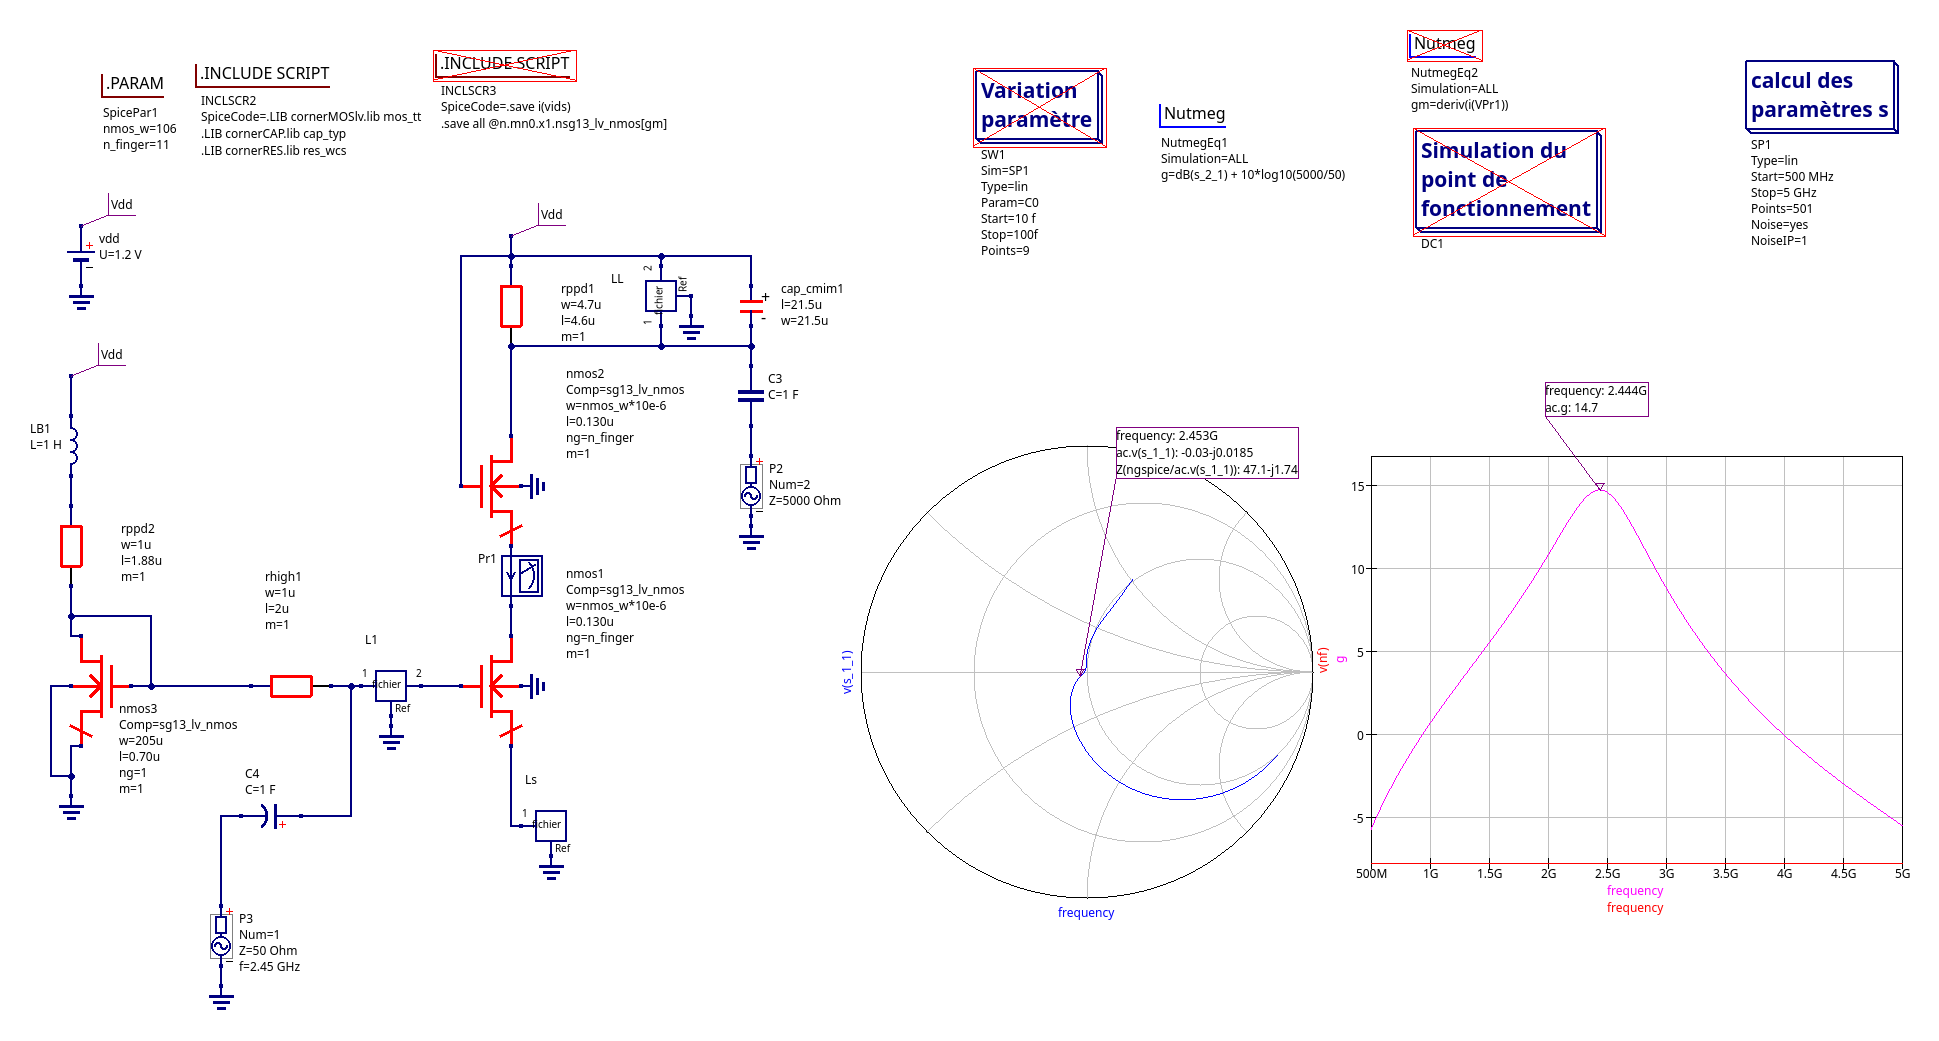 .PARAM
SpicePar1
nmos_w=106
n_finger=11
.INCLUDE SCRIPT
INCLSCR2
SpiceCode=.LIB cornerMOSlv.lib mos_tt
.LIB cornerCAP.lib cap_typ
.LIB cornerRES.lib res_wcs
.INCLUDE SCRIPT
INCLSCR3
SpiceCode=.save i(vids)
.save all @n.mn0.x1.nsg13_lv_nmos[gm]
Variation
paramètre
SW1
Sim=SP1
Type=lin
Param=C0
Start=10 f
Stop=100f
Points=9
Nutmeg
NutmegEq1
Simulation=ALL
g=dB(s_2_1) + 10*log10(5000/50)
Nutmeg
NutmegEq2
Simulation=ALL
gm=deriv(i(VPr1))
Simulation du
point de
fonctionnement
DC1
calcul des
paramètres s
SP1
Type=lin
Start=500 MHz
Stop=5 GHz
Points=501
Noise=yes
NoiseIP=1
Vdd
+
vdd
U=1.2 V
−
Vdd
LB1
L=1 H
rppd2
w=1u
l=1.88u
m=1
nmos3
Comp=sg13_lv_nmos
w=205u
l=0.70u
ng=1
m=1
rhigh1
w=1u
l=2u
m=1
L1
1
fichier
2
Ref
C4
C=1 F
+
+
P3
Num=1
Z=50 Ohm
f=2.45 GHz
−
Vdd
rppd1
w=4.7u
l=4.6u
m=1
LL
2
fichier
Ref
1
+
-
cap_cmim1
l=21.5u
w=21.5u
C3
C=1 F
+
P2
Num=2
Z=5000 Ohm
−
nmos2
Comp=sg13_lv_nmos
w=nmos_w*10e-6
l=0.130u
ng=n_finger
m=1
Pr1
nmos1
Comp=sg13_lv_nmos
w=nmos_w*10e-6
l=0.130u
ng=n_finger
m=1
Ls
1
fichier
Ref
frequency: 2.453G
ac.v(s_1_1): -0.03-j0.0185
Z(ngspice/ac.v(s_1_1)): 47.1-j1.74
v(s_1_1)
frequency
frequency: 2.444G
ac.g: 14.7
v(nf)
g
15
10
5
0
-5
500M
1G
1.5G
2G
2.5G
3G
3.5G
4G
4.5G
5G
frequency
frequency